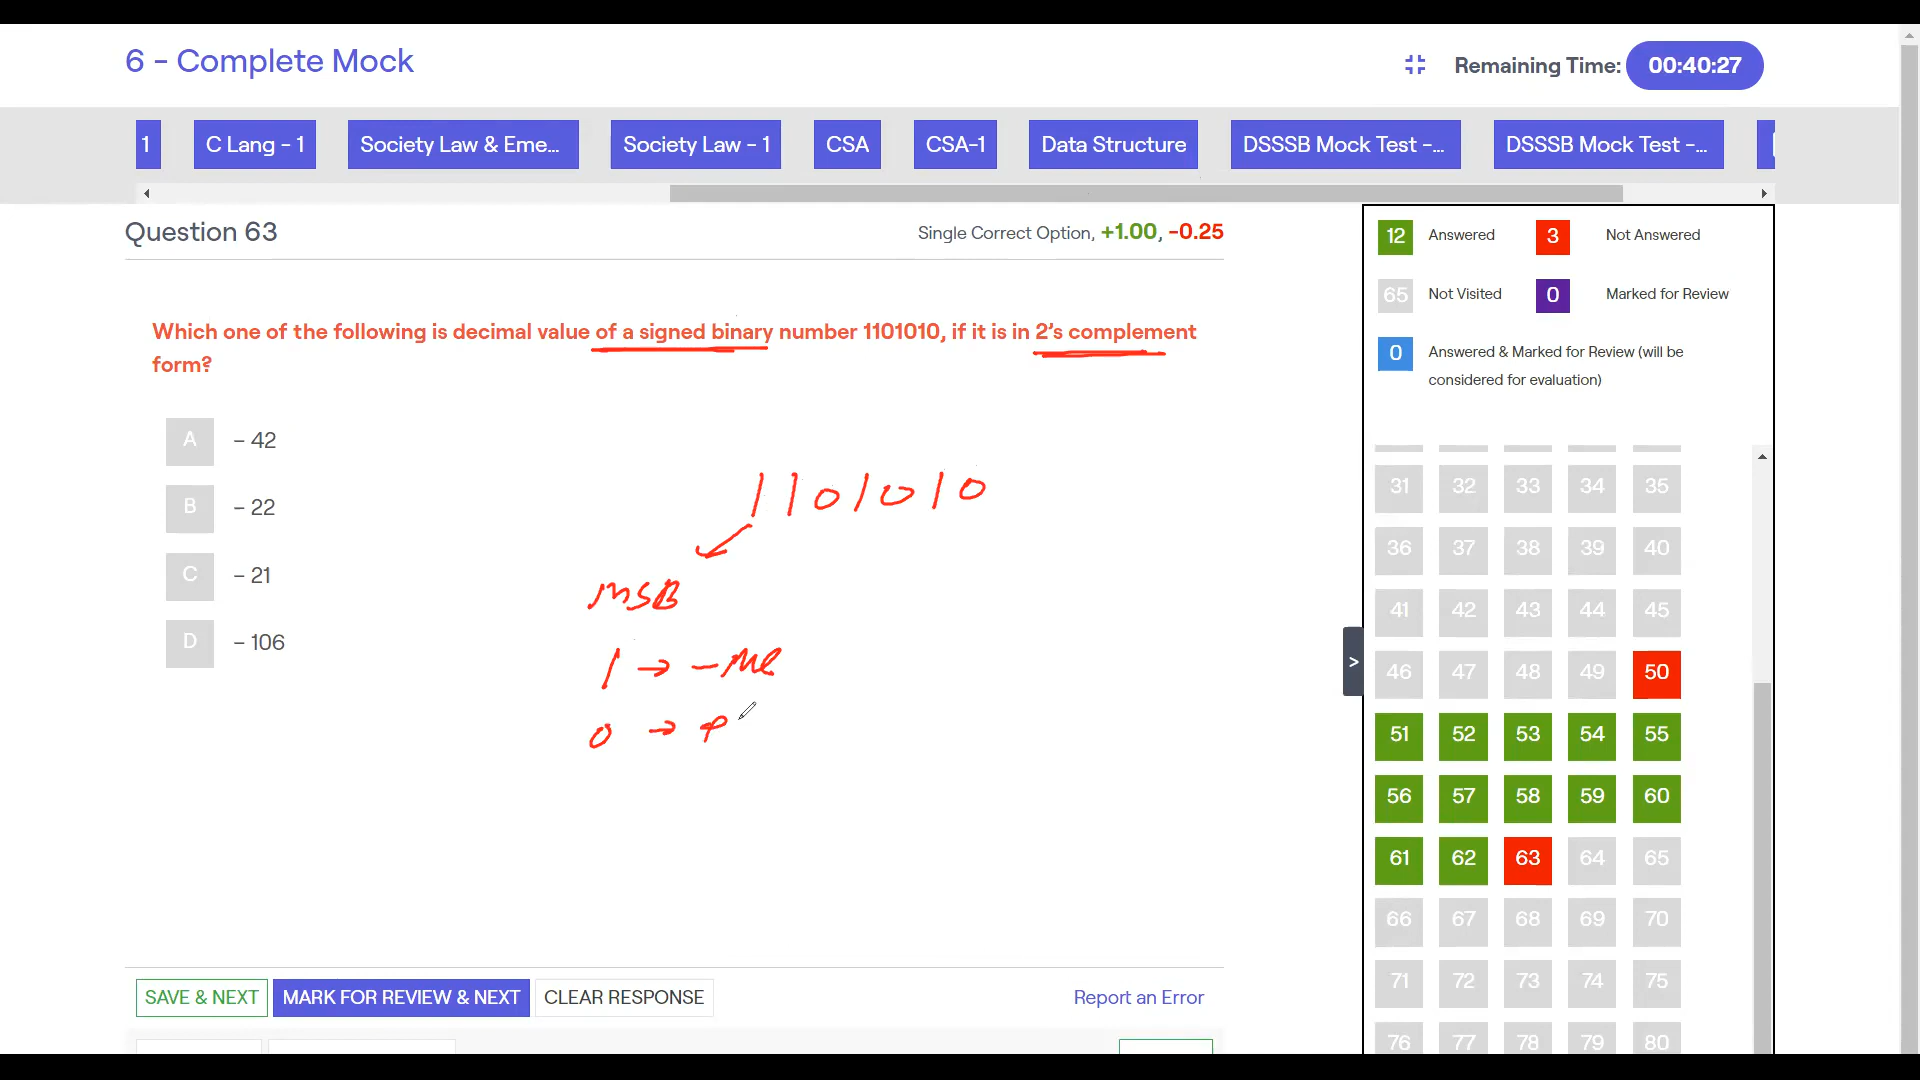 6 - Complete Mock
Remaining Time: 00:40:27
1 C Lang - 1 Society Law & Eme... Society Law - 1 CSA CSA-1 Data Structure DSSSB Mock Test -... DSSSB Mock Test -...
Question 63
Single Correct Option, +1.00, -0.25
Which one of the following is decimal value of a signed binary number 1101010, if it is in 2's complement
form?
A - 42
B - 22
C - 21
D - 106
1101010
MSB
1 → -ve
0 → P
SAVE & NEXT MARK FOR REVIEW & NEXT CLEAR RESPONSE Report an Error
12 Answered 3 Not Answered
65 Not Visited 0 Marked for Review
0 Answered & Marked for Review (will be
considered for evaluation)
>
31 32 33 34 35
36 37 38 39 40
41 42 43 44 45
46 47 48 49 50
51 52 53 54 55
56 57 58 59 60
61 62 63 64 65
66 67 68 69 70
71 72 73 74 75
76 77 78 79 80